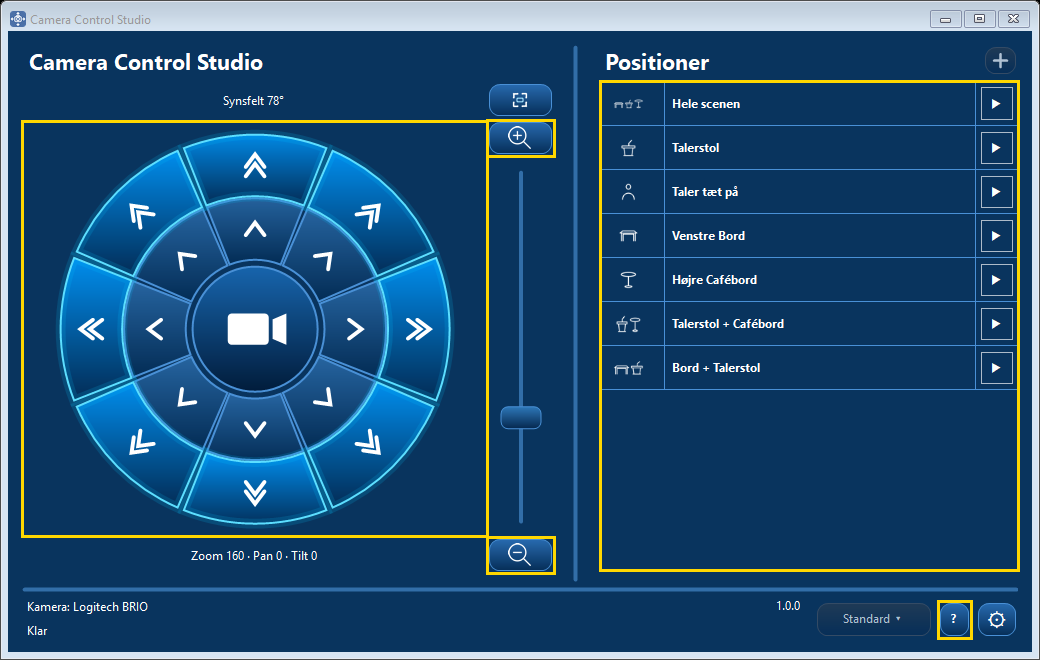 Camera Control Studio
Camera Control Studio
Synsfelt 78°
Zoom 160 · Pan 0 · Tilt 0
Positioner
Hele scenen
Talerstol
Taler tæt på
Venstre Bord
Højre Cafébord
Talerstol + Cafébord
Bord + Talerstol
Kamera: Logitech BRIO
Klar
1.0.0
Standard
?